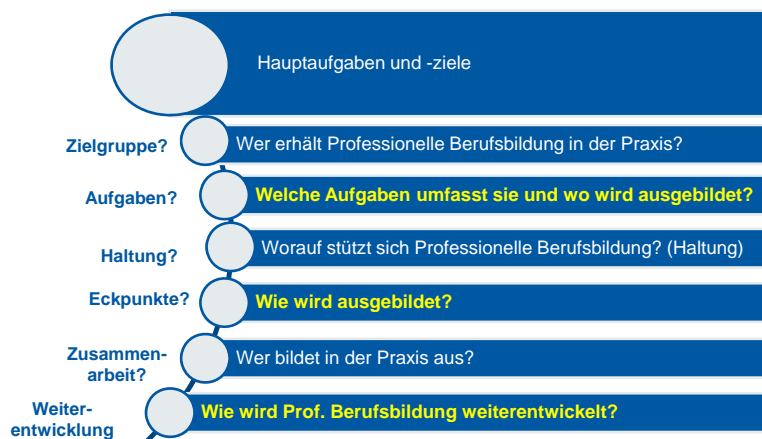 Hauptaufgaben und -ziele
Zielgruppe? Wer erhält Professionelle Berufsbildung in der Praxis?
Aufgaben? Welche Aufgaben umfasst sie und wo wird ausgebildet?
Haltung? Worauf stützt sich Professionelle Berufsbildung? (Haltung)
Eckpunkte? Wie wird ausgebildet?
Zusammen-
arbeit?
Wer bildet in der Praxis aus?
Weiter-
entwicklung
Wie wird Prof. Berufsbildung weiterentwickelt?